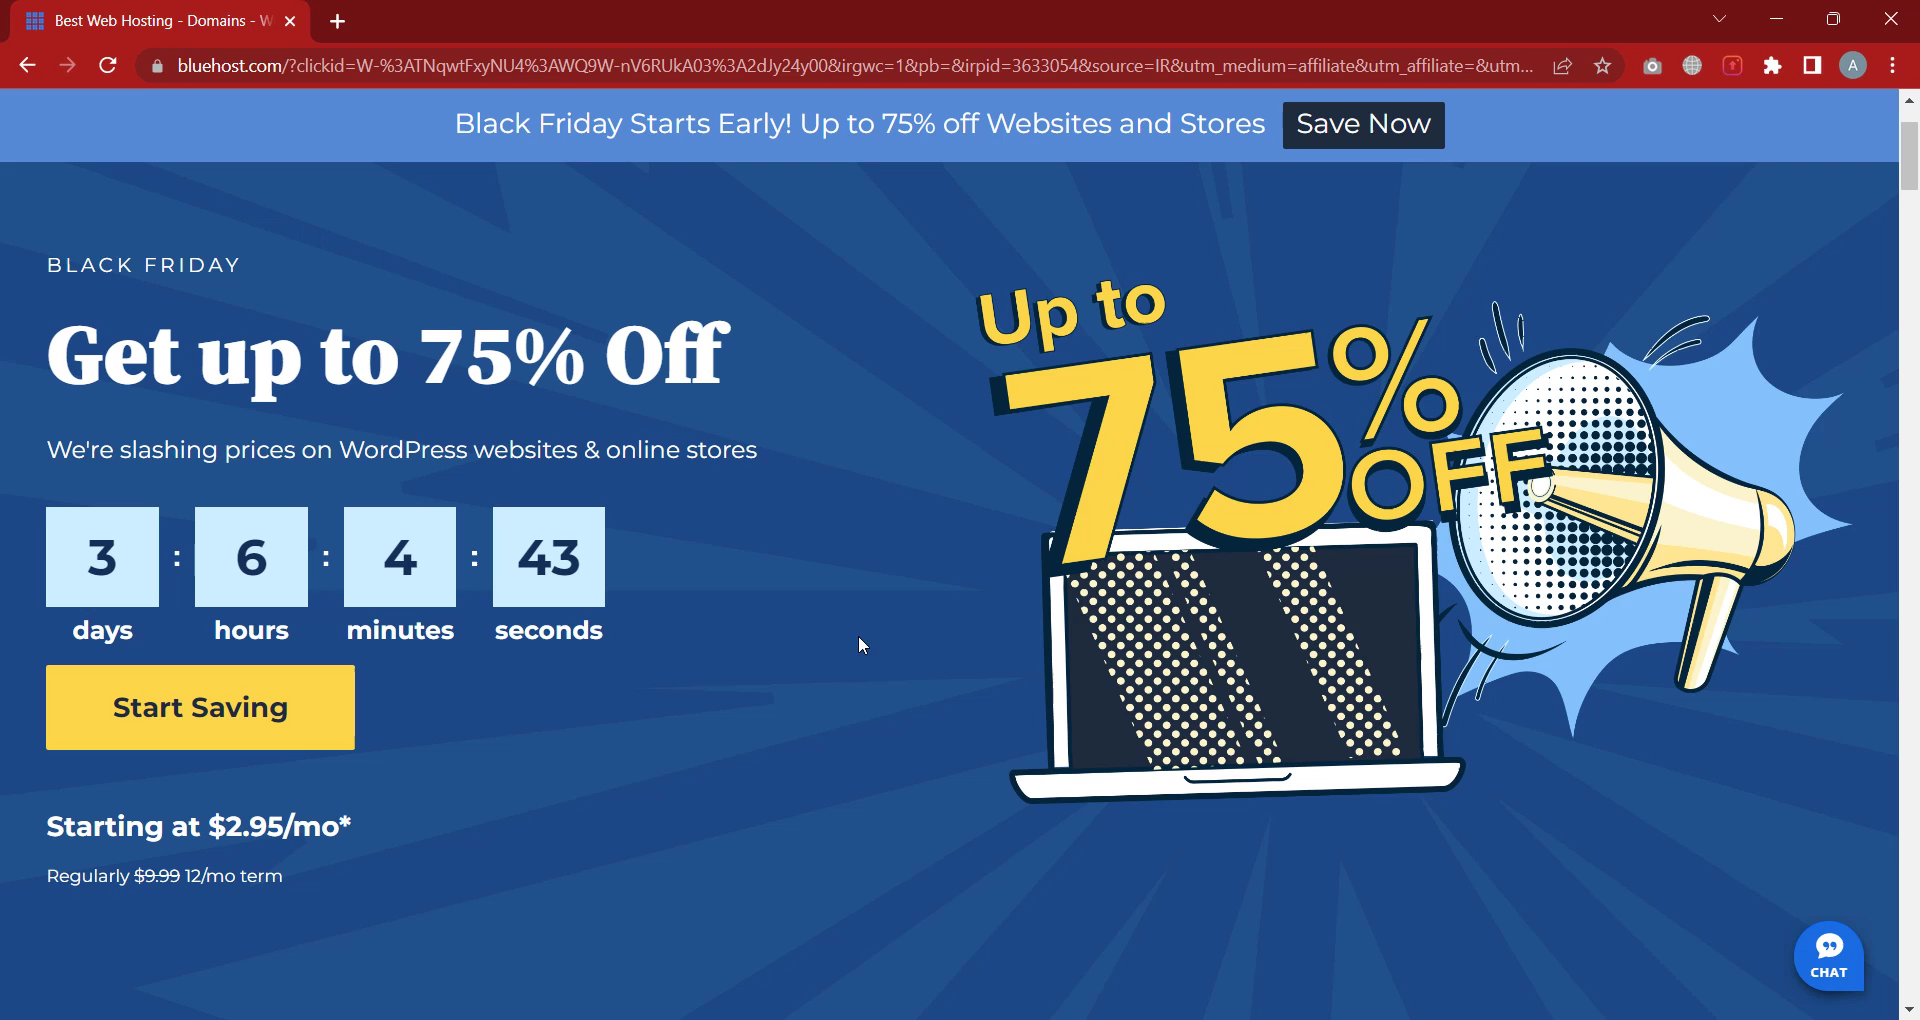 Best Web Hosting - Domains - W
bluehost.com/?clickid=W-%3ATNqwtFxyNU4%3AWQ9W-nV6RUkA03%3A2dJy24y00&irgwc=1&pb=&irpid=3633054&source=IR&utm_medium=affiliate&utm_affiliate=&utm...
A
Black Friday Starts Early! Up to 75% off Websites and Stores
Save Now
BLACK FRIDAY
Get up to 75% Off
We're slashing prices on WordPress websites & online stores
3 : 6 : 4 : 43
days hours minutes seconds
Start Saving
Starting at $2.95/mo*
Regularly $9.99 12/mo term
Up to
75%
OFF
CHAT